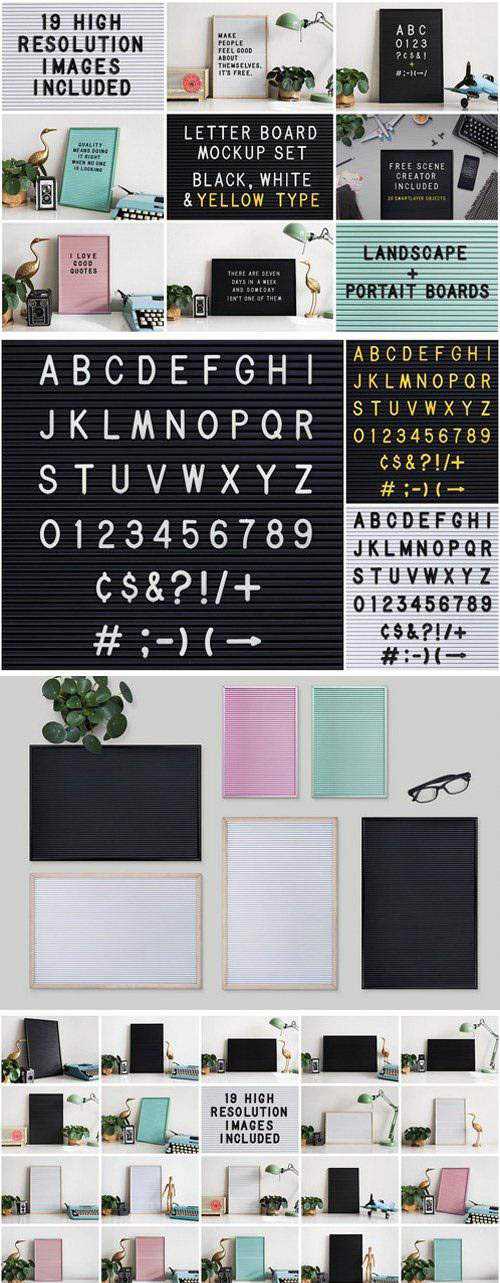 19 HIGH
RESOLUTION
IMAGES
INCLUDED
MAKE
PEOPLE
FEEL GOOD
ABOUT
THEMSELVES.
IT'S FREE.
ABC
0123
?¢$&!
+
#:-)(-/
QUALITY
MEANS DOING
IT RIGHT
WHEN NO ONE
IS LOOKING
LETTER BOARD
MOCKUP SET
BLACK, WHITE
& YELLOW TYPE
FREE SCENE
CREATOR
INCLUDED
20 SMARTLAYER OBJECTS
I LOVE
GOOD
QUOTES
THERE ARE SEVEN
DAYS IN A WEEK
AND SOMEDAY
ISN'T ONE OF THEM
LANDSCAPE
+
PORTAIT BOARDS
ABCDEFGHI
JKLMNOPQR
STUVWXYZ
0123456789
¢$&?!/+
#;-)(→
ABCDEFGHI
JKLMNOPQR
STUVWXYZ
0123456789
¢$&?!/+
#;-)(→
ABCDEFGHI
JKLMNOPQR
STUVWXYZ
0123456789
¢$&?!/+
#:-)(→
19 HIGH
RESOLUTION
IMAGES
INCLUDED